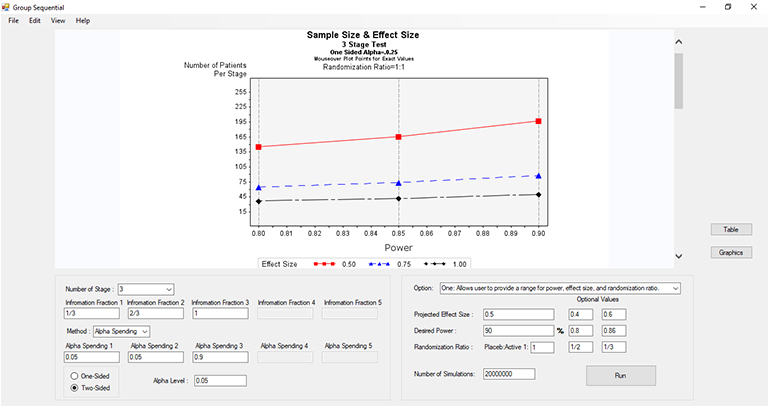 Group Sequential
File Edit View Help
Sample Size & Effect Size
3 Stage Test
One Sided Alpha=.0.25
Mouseover Plot Points for Exact Values
Randomization Ratio=1:1
Number of Patients
Per Stage
255
225
195
165
135
105
75
45
15
0.80 0.81 0.82 0.83 0.84 0.85 0.86 0.87 0.88 0.89 0.90
Power
Effect Size 0.50 0.75 1.00
Table
Graphics
Number of Stage : 3
Infromation Fraction 1 Infromation Fraction 2 Infromation Fraction 3 Infromation Fraction 4 Infromation Fraction 5
1/3 2/3 1
Method : Alpha Spending
Alpha Spending 1 Alpha Spending 2 Alpha Spending 3 Alpha Spending 4 Alpha Spending 5
0.05 0.05 0.9
One-Sided
Two-Sided
Alpha Level : 0.05
Option: One: Allows user to provide a range for power, effect size, and randomization ratio.
Optional Values
Projected Effect Size : 0.5 0.4 0.6
Desired Power : 90 % 0.8 0.86
Randomization Ratio : Placeb:Active 1: 1 1/2 1/3
Number of Simulations: 20000000
Run